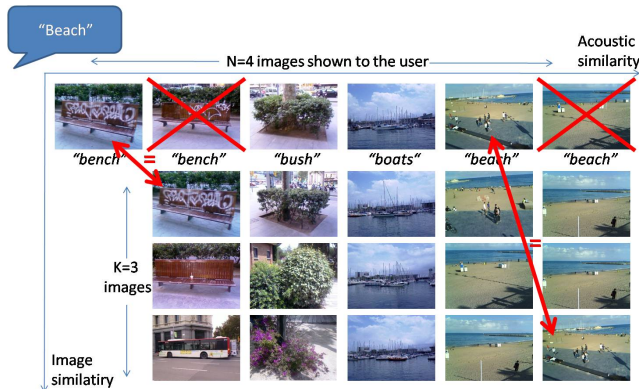 “Beach”
N=4 images shown to the user
Acoustic
similarity
“bench”
=
“bench”
“bush”
“boats“
“beach”
“beach”
=
K=3
images
Image
similatiry